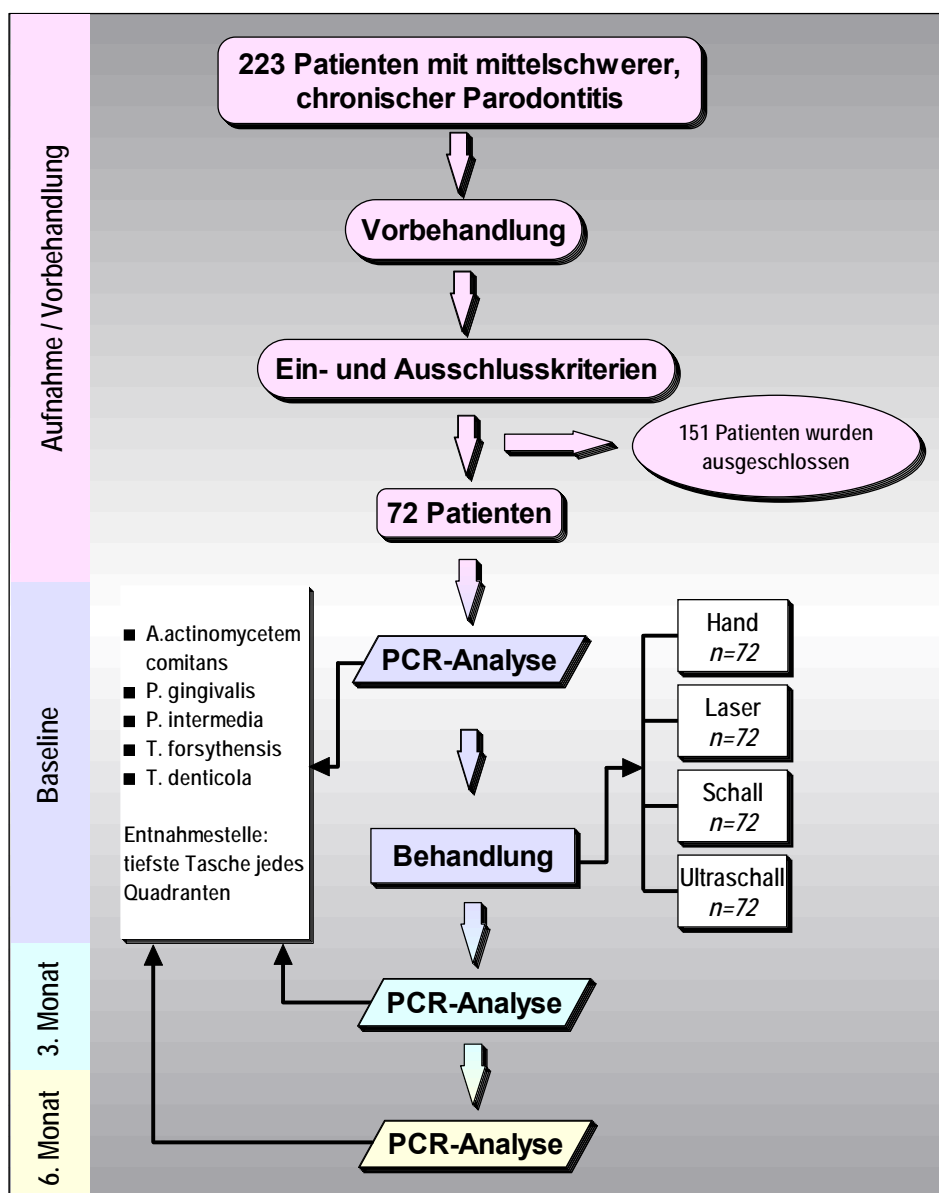 Aufnahme / Vorbehandlung
223 Patienten mit mittelschwerer,
chronischer Parodontitis
Vorbehandlung
Ein- und Ausschlusskriterien
151 Patienten wurden
ausgeschlossen
72 Patienten
Baseline
■ A.actinomycetem
comitans
■ P. gingivalis
■ P. intermedia
■ T. forsythensis
■ T. denticola
Entnahmestelle:
tiefste Tasche jedes
Quadranten
PCR-Analyse
Behandlung
Hand
n=72
Laser
n=72
Schall
n=72
Ultraschall
n=72
3. Monat
PCR-Analyse
6. Monat
PCR-Analyse